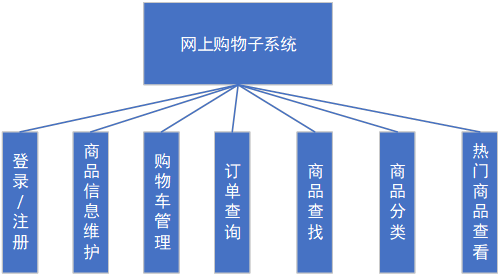 网上购物子系统
登录/注册
商品信息维护
购物车管理
订单查询
商品查找
商品分类
热门商品查看